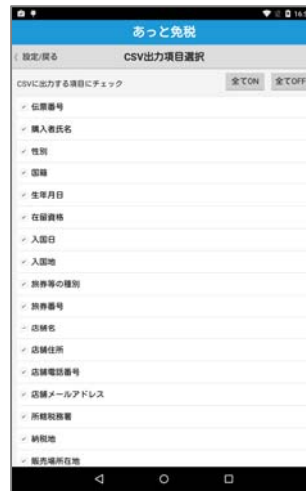 16:5
あっと免税
設定/戻る
CSV出力項目選択
CSVに出力する項目にチェック
全てON
全てOFF
伝票番号
購入者氏名
性別
国籍
生年月日
在留資格
入国日
入国地
旅券等の種別
旅券番号
店舗名
店舗住所
店舗電話番号
店舗メールアドレス
所轄税務署
納税地
販売場所在地